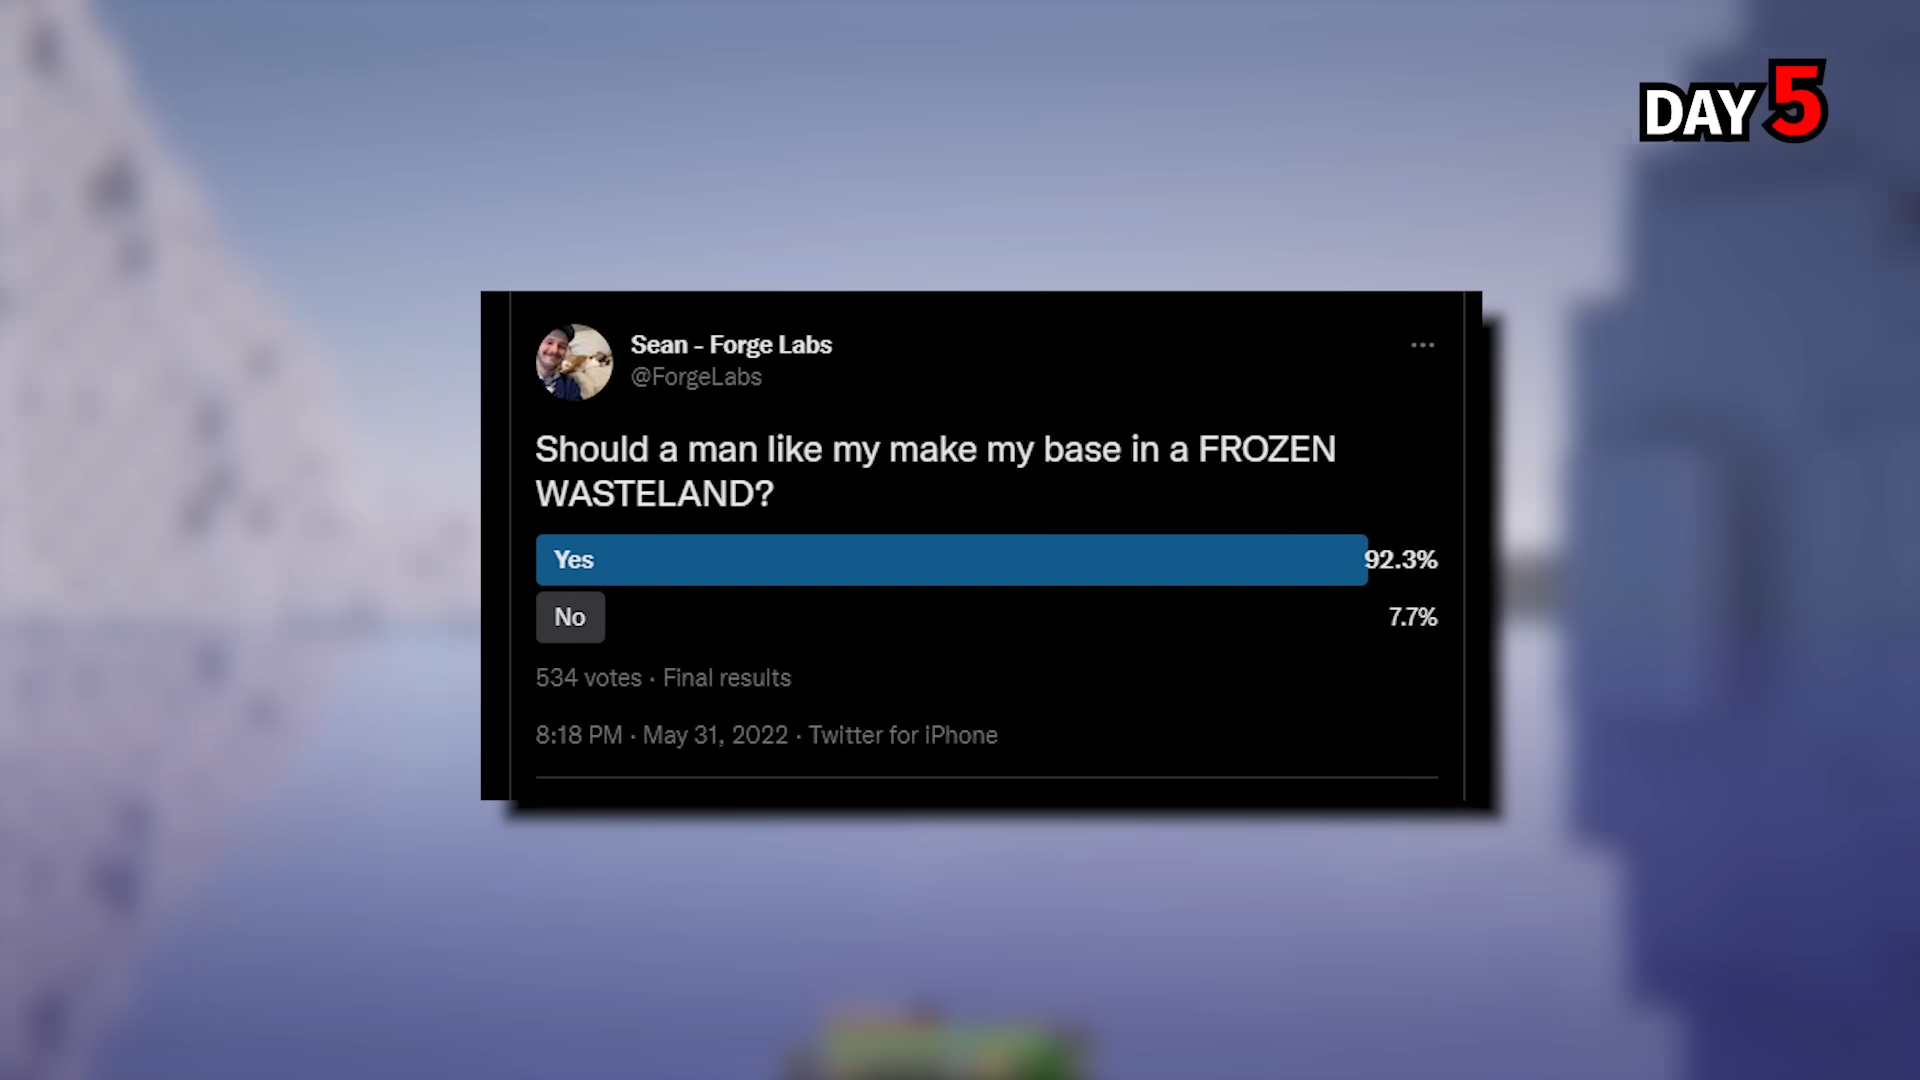 DAY 5
Sean - Forge Labs
@ForgeLabs
Should a man like my make my base in a FROZEN
WASTELAND?
Yes 92.3%
No 7.7%
534 votes · Final results
8:18 PM · May 31, 2022 · Twitter for iPhone